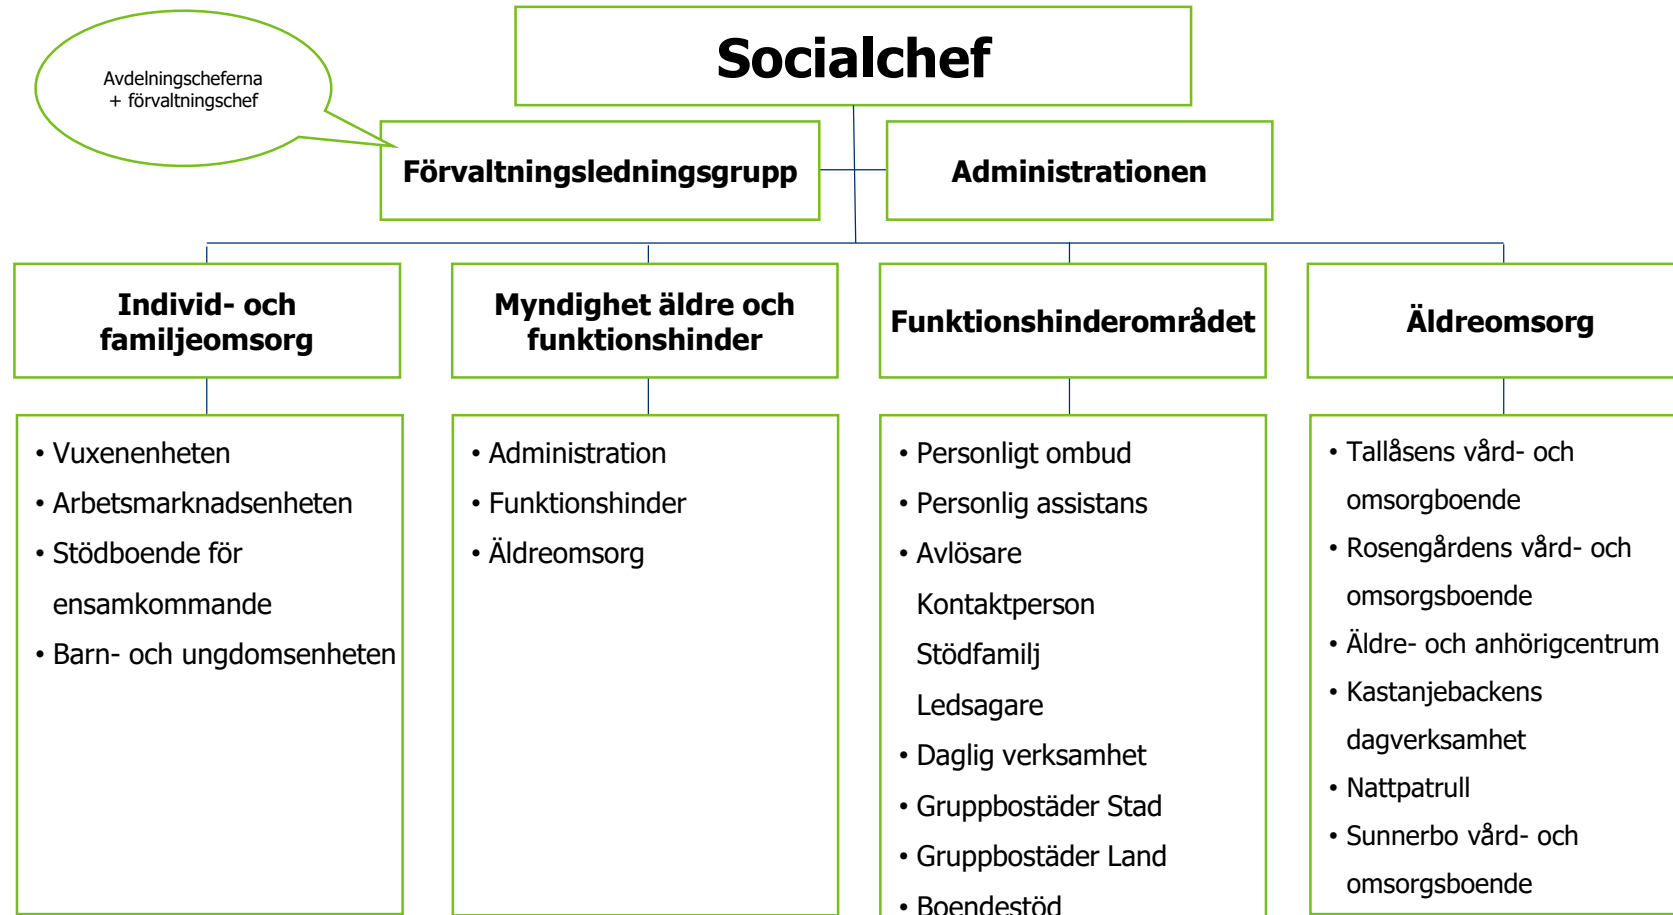 Avdelningscheferna
+ förvaltningschef
Socialchef
Förvaltningsledningsgrupp
Administrationen
Individ- och
familjeomsorg
Myndighet äldre och
funktionshinder
Funktionshinderområdet
Äldreomsorg
• Vuxenenheten
• Arbetsmarknadsenheten
• Stödboende för
ensamkommande
• Barn- och ungdomsenheten
• Administration
• Funktionshinder
• Äldreomsorg
• Personligt ombud
• Personlig assistans
• Avlösare
Kontaktperson
Stödfamilj
Ledsagare
• Daglig verksamhet
• Gruppbostäder Stad
• Gruppbostäder Land
• Boendestöd
• Tallåsens vård- och
omsorgboende
• Rosengårdens vård- och
omsorgsboende
• Äldre- och anhörigcentrum
• Kastanjebackens
dagverksamhet
• Nattpatrull
• Sunnerbo vård- och
omsorgsboende